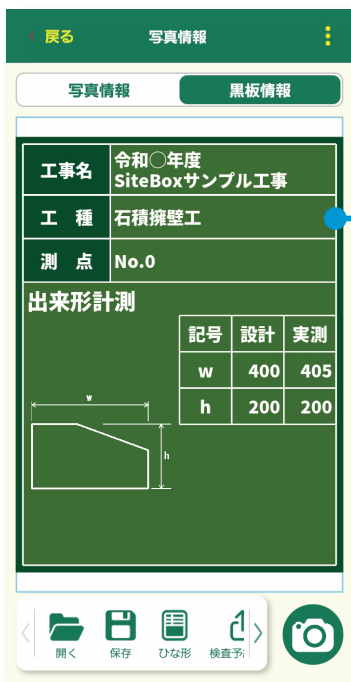 戻る
写真情報
写真情報
黒板情報
工事名
令和○年度
SiteBoxサンプル工事
工 種
石積擁壁工
測 点
No.0
出来形計測
記号 設計 実測
w 400 405
h 200 200
w
h
開く
保存
ひな形
検査予